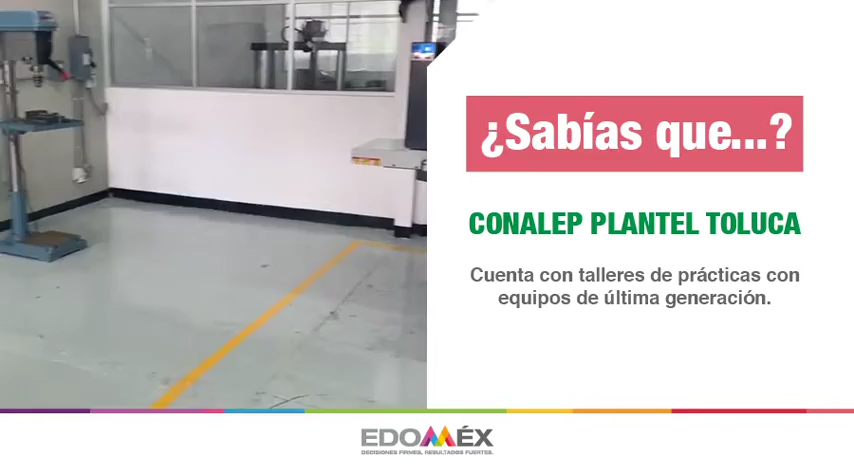 ¿Sabías que...?
CONALEP PLANTEL TOLUCA
Cuenta con talleres de prácticas con
equipos de última generación.
EDOMÉX
DECISIONES FIRMES, RESULTADOS FUERTES.